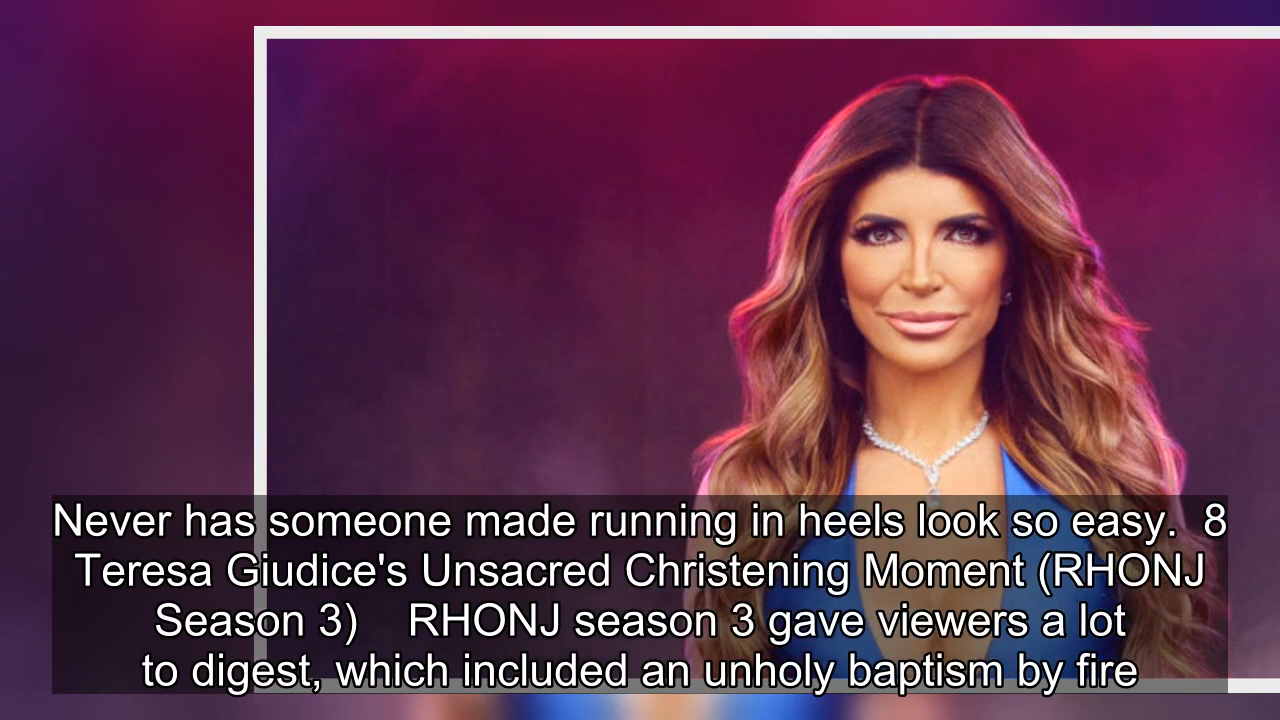 Never has someone made running in heels look so easy.  8
Teresa Giudice's Unsacred Christening Moment (RHONJ
Season 3)    RHONJ season 3 gave viewers a lot
to digest, which included an unholy baptism by fire